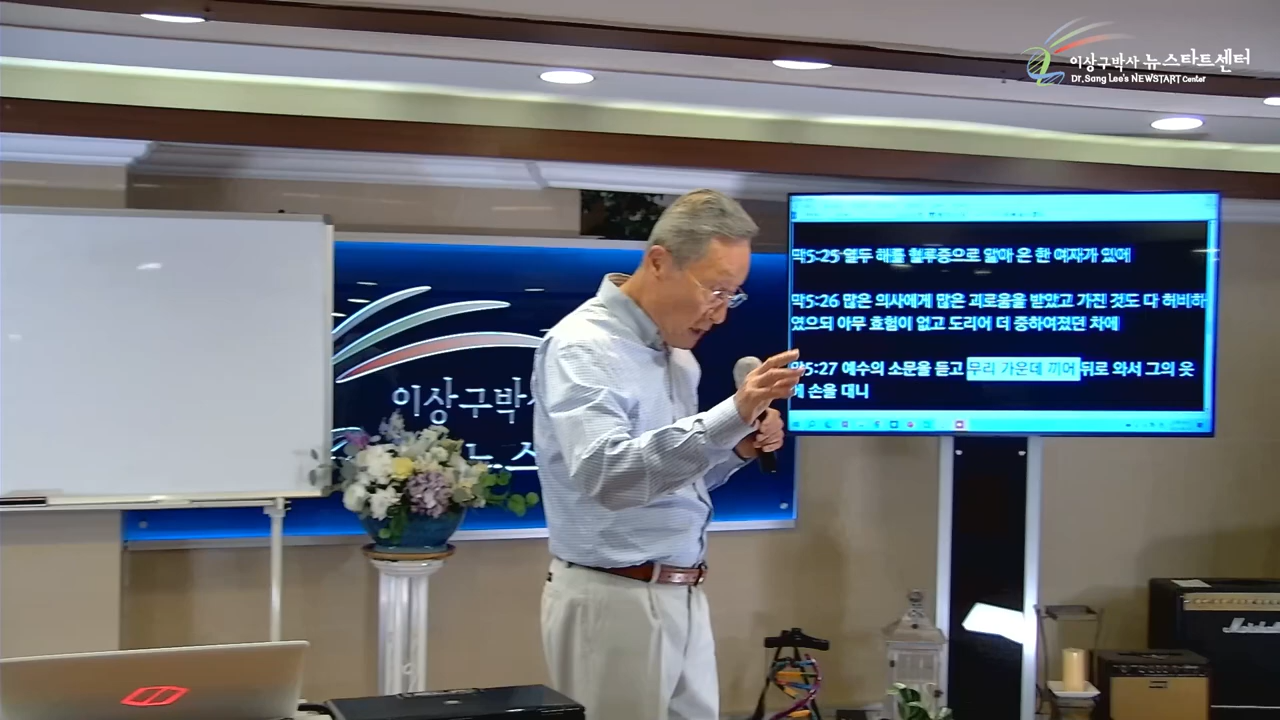 이상구박사 뉴스타트센터
Dr. Sang Lee's NEWSTART Center
막5:25 열두 해를 혈루증으로 앓아 온 한 여자가 있어
막5:26 많은 의사에게 많은 괴로움을 받았고 가진 것도 다 허비하
였으되 아무 효험이 없고 도리어 더 중하여졌던 차에
막5:27 예수의 소문을 듣고 무리 가운데 끼어 뒤로 와서 그의 옷
에 손을 대니
이상구박사
뉴스
Marshall